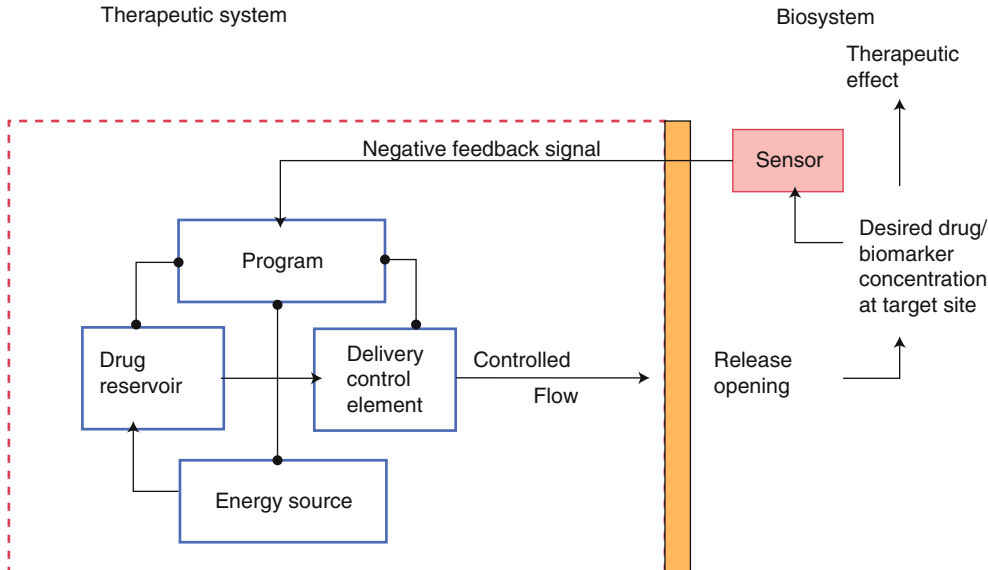 Therapeutic system
Biosystem
Therapeutic
effect
Negative feedback signal
Sensor
Program
Desired drug/
biomarker
concentration
at target site
Drug
reservoir
Delivery
control
element
Controlled
Flow
Release
opening
Energy source